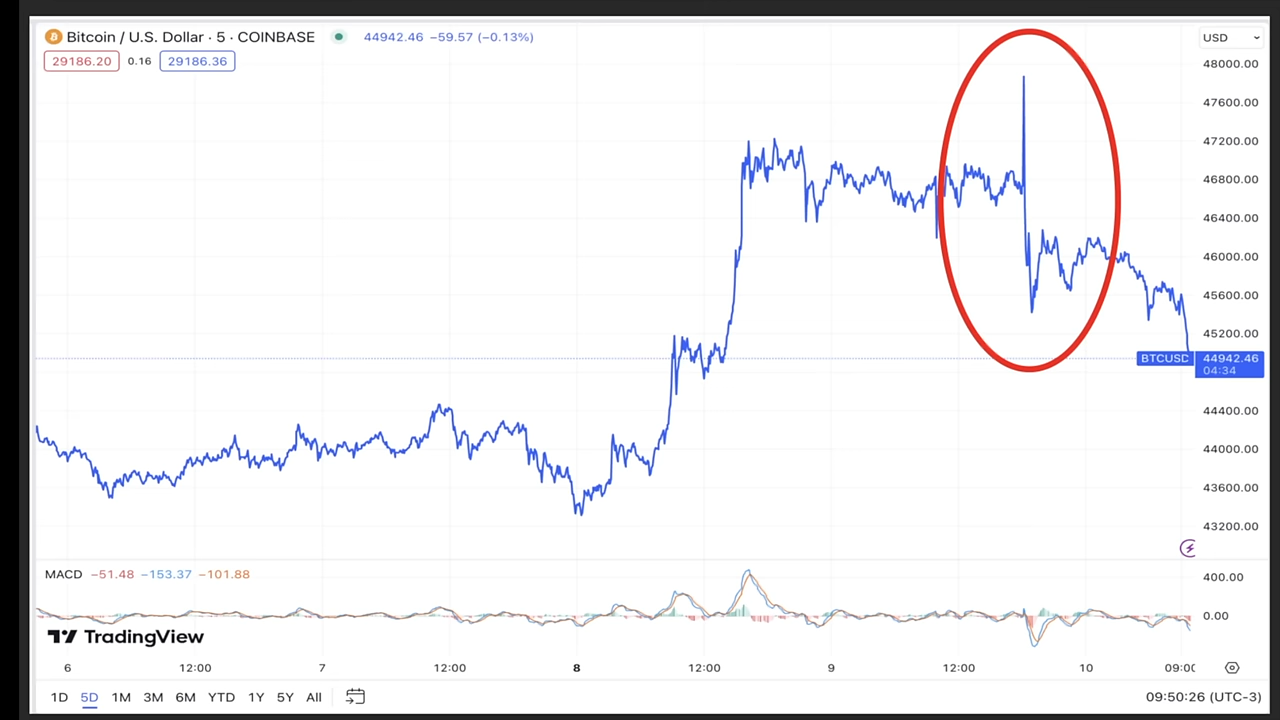 Bitcoin / U.S. Dollar · 5 · COINBASE 44942.46 −59.57 (−0.13%)
29186.20 0.16 29186.36
USD
48000.00
47600.00
47200.00
46800.00
46400.00
46000.00
45600.00
45200.00
BTCUSD 44942.46
04:34
44400.00
44000.00
43600.00
43200.00
MACD −51.48 −153.37 −101.88
400.00
0.00
TradingView
6 12:00 7 12:00 8 12:00 9 12:00 10 09:00
1D 5D 1M 3M 6M YTD 1Y 5Y All
09:50:26 (UTC-3)